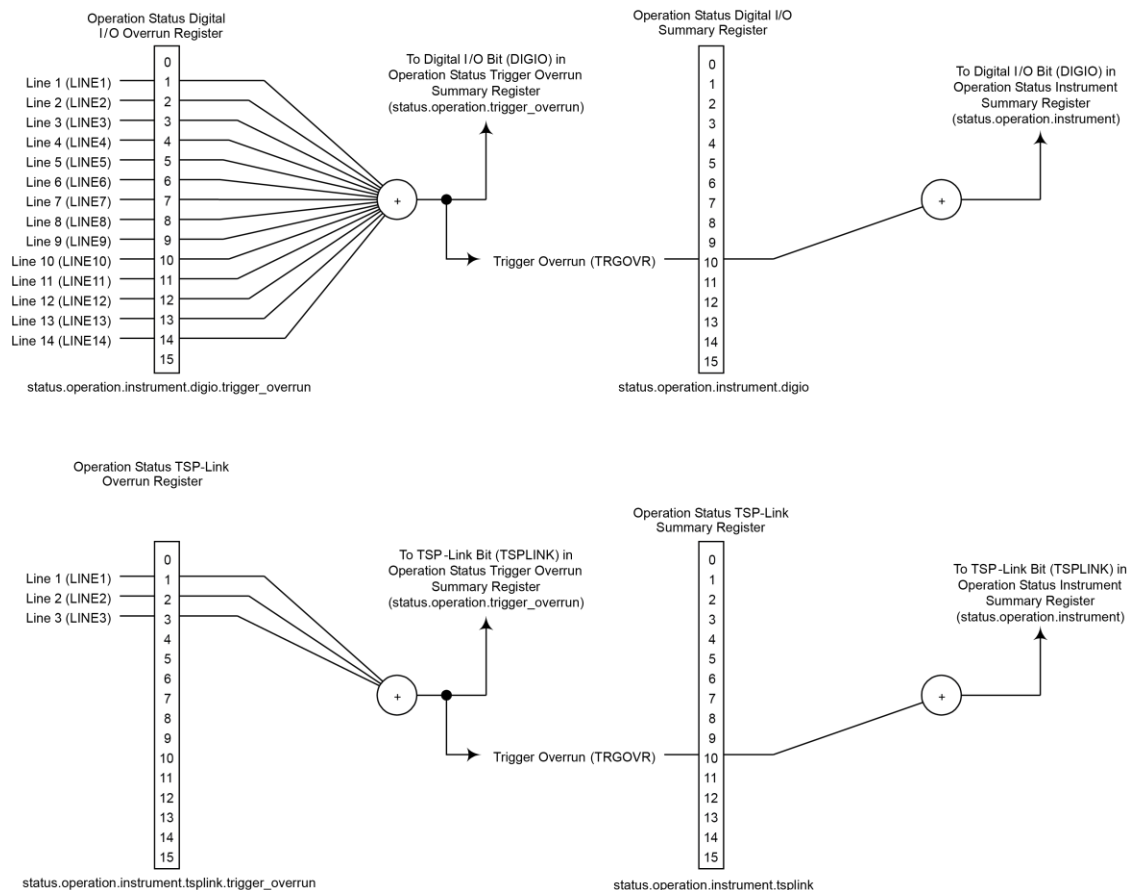 Operation Status Digital
I/O Overrun Register
0
Line 1 (LINE1) 1
Line 2 (LINE2) 2
Line 3 (LINE3) 3
Line 4 (LINE4) 4
Line 5 (LINE5) 5
Line 6 (LINE6) 6
Line 7 (LINE7) 7
Line 8 (LINE8) 8
Line 9 (LINE9) 9
Line 10 (LINE10) 10
Line 11 (LINE11) 11
Line 12 (LINE12) 12
Line 13 (LINE13) 13
Line 14 (LINE14) 14
15
status.operation.instrument.digio.trigger_overrun
To Digital I/O Bit (DIGIO) in
Operation Status Trigger Overrun
Summary Register
(status.operation.trigger_overrun)
+
Operation Status Digital I/O
Summary Register
0
1
2
3
4
5
6
7
8
9
Trigger Overrun (TRGOVR) 10
11
12
13
14
15
status.operation.instrument.digio
To Digital I/O Bit (DIGIO) in
Operation Status Instrument
Summary Register
(status.operation.instrument)
+
Operation Status TSP-Link
Overrun Register
0
Line 1 (LINE1) 1
Line 2 (LINE2) 2
Line 3 (LINE3) 3
4
5
6
7
8
9
10
11
12
13
14
15
status.operation.instrument.tsplink.trigger_overrun
To TSP-Link Bit (TSPLINK) in
Operation Status Trigger Overrun
Summary Register
(status.operation.trigger_overrun)
+
Operation Status TSP-Link
Summary Register
0
1
2
3
4
5
6
7
8
9
Trigger Overrun (TRGOVR) 10
11
12
13
14
15
status.operation.instrument.tsplink
To TSP-Link Bit (TSPLINK) in
Operation Status Instrument
Summary Register
(status.operation.instrument)
+